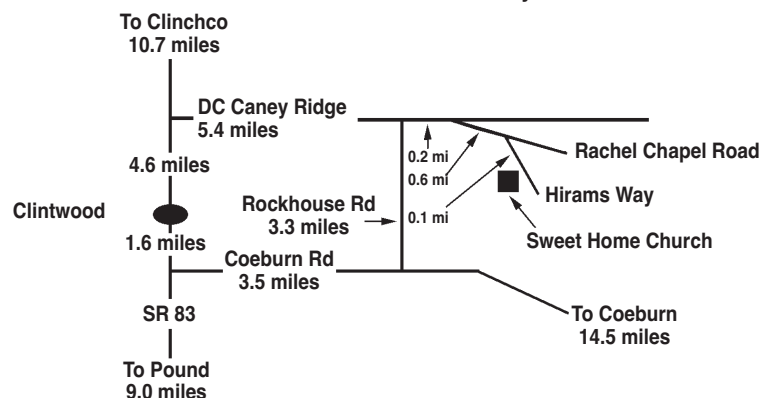 To Clinchco
10.7 miles
DC Caney Ridge
5.4 miles
4.6 miles
0.2 mi
0.6 mi
Rachel Chapel Road
Clintwood
Rockhouse Rd
3.3 miles
0.1 mi
Hirams Way
1.6 miles
Sweet Home Church
Coeburn Rd
3.5 miles
SR 83
To Coeburn
14.5 miles
To Pound
9.0 miles